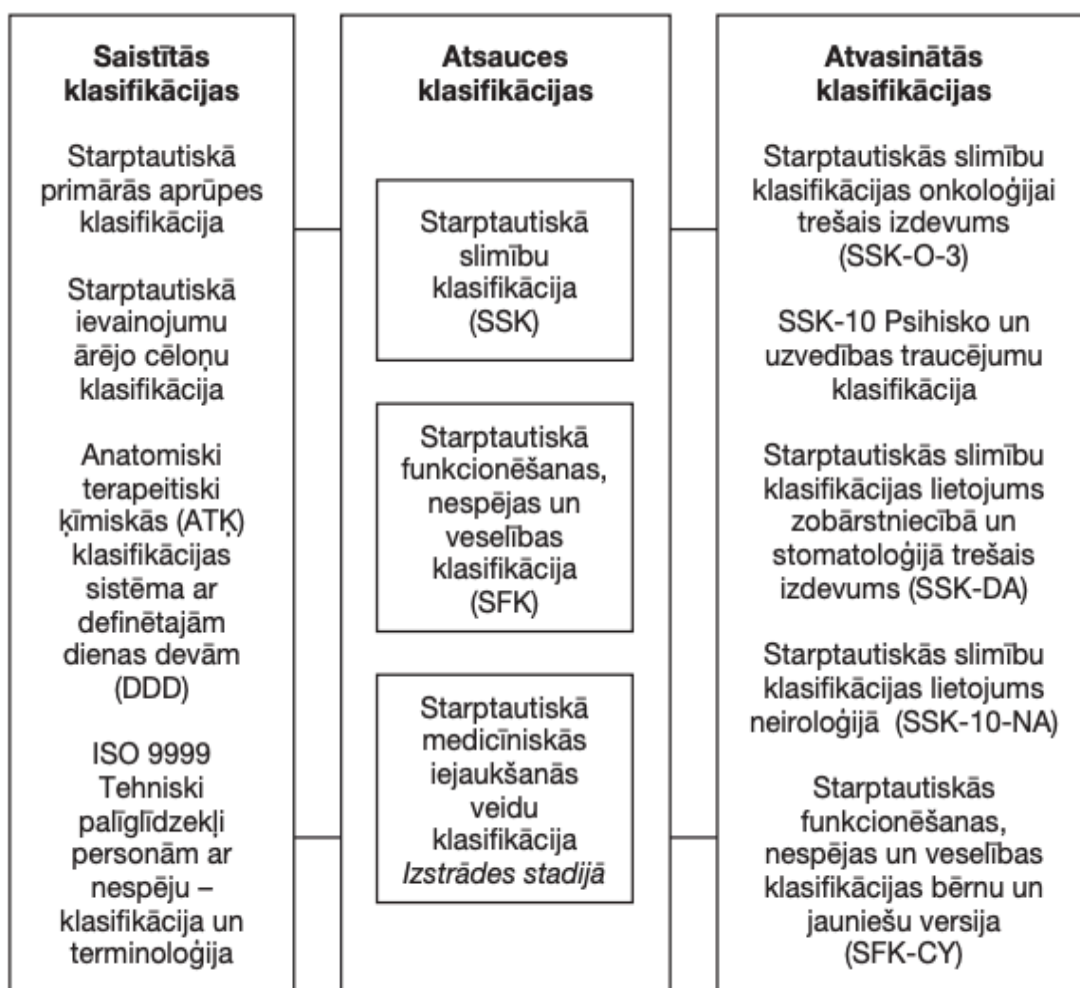 Saistītās
klasifikācijas
Starptautiskā
primārās aprūpes
klasifikācija
Starptautiskā
ievainojumu
ārējo cēloņu
klasifikācija
Anatomiski
terapeitiski
ķīmiskās (ATĶ)
klasifikācijas
sistēma ar
definētajām
dienas devām
(DDD)
ISO 9999
Tehniski
palīglīdzekļi
personām ar
nespēju –
klasifikācija un
terminoloģija
Atsauces
klasifikācijas
Starptautiskā
slimību
klasifikācija
(SSK)
Starptautiskā
funkcionēšanas,
nespējas un
veselības
klasifikācija
(SFK)
Starptautiskā
medicīniskās
iejaukšanās
veidu
klasifikācija
Izstrādes stadijā
Atvasinātās
klasifikācijas
Starptautiskās slimību
klasifikācijas onkoloģijai
trešais izdevums
(SSK-O-3)
SSK-10 Psihisko un
uzvedības traucējumu
klasifikācija
Starptautiskās slimību
klasifikācijas lietojums
zobārstniecībā un
stomatoloģijā trešais
izdevums (SSK-DA)
Starptautiskās slimību
klasifikācijas lietojums
neiroloģijā (SSK-10-NA)
Starptautiskās
funkcionēšanas,
nespējas un veselības
klasifikācijas bērnu un
jauniešu versija
(SFK-CY)